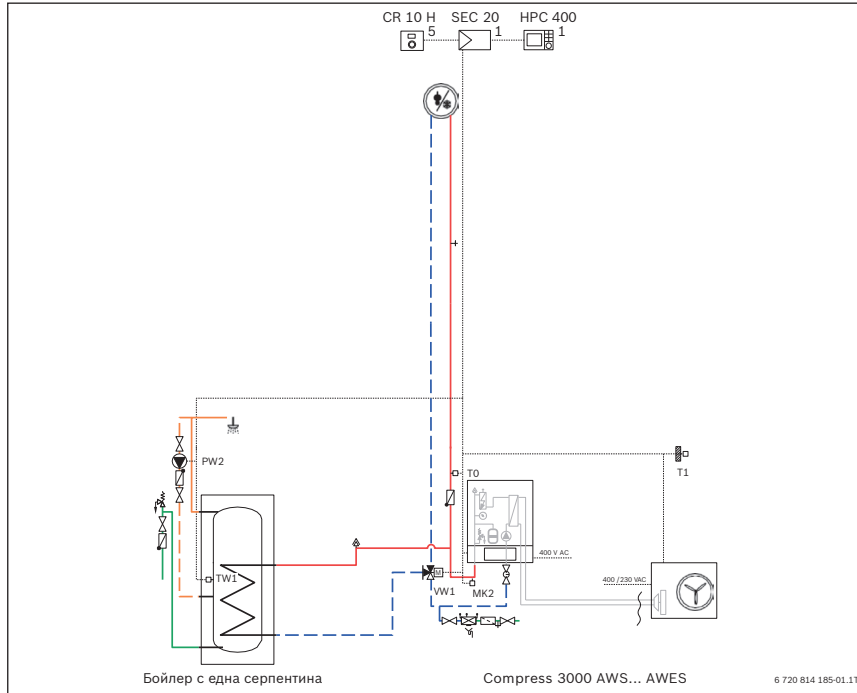 CR 10 H SEC 20 HPC 400
5 1 1
T0
T1
PW2
400 V AC
TW1
M
400 /230 VAC
VW1 MK2
Бойлер с една серпентина
Compress 3000 AWS... AWES
6 720 814 185-01.1T